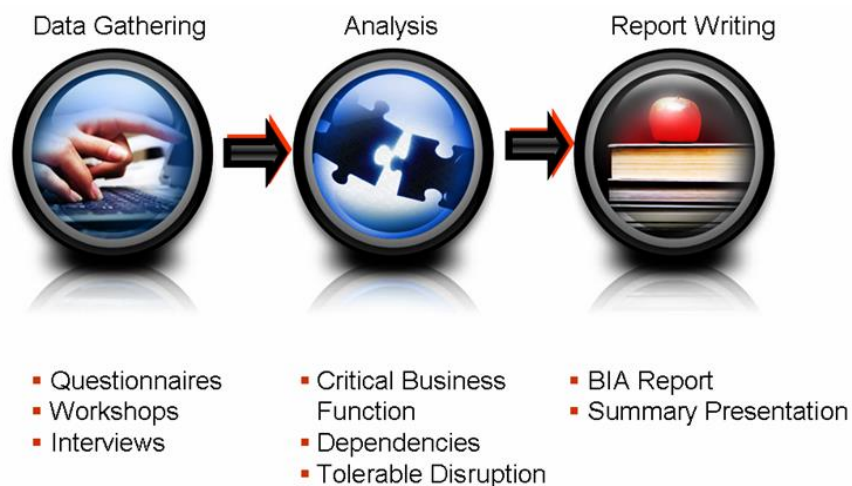 Data Gathering
Analysis
Report Writing
▪ Questionnaires
▪ Workshops
▪ Interviews
▪ Critical Business
Function
▪ Dependencies
▪ Tolerable Disruption
▪ BIA Report
▪ Summary Presentation